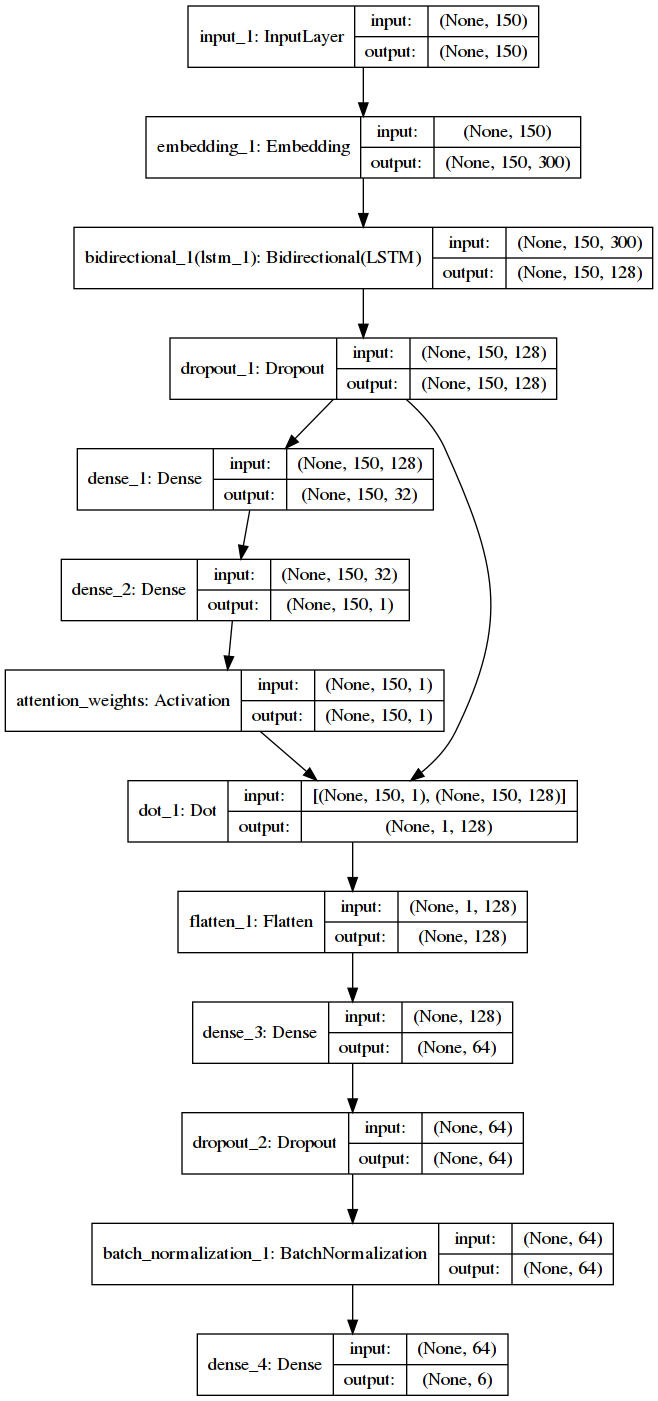 input_1: InputLayer
input: (None, 150)
output: (None, 150)
embedding_1: Embedding
input: (None, 150)
output: (None, 150, 300)
bidirectional_1(lstm_1): Bidirectional(LSTM)
input: (None, 150, 300)
output: (None, 150, 128)
dropout_1: Dropout
input: (None, 150, 128)
output: (None, 150, 128)
dense_1: Dense
input: (None, 150, 128)
output: (None, 150, 32)
dense_2: Dense
input: (None, 150, 32)
output: (None, 150, 1)
attention_weights: Activation
input: (None, 150, 1)
output: (None, 150, 1)
dot_1: Dot
input: [(None, 150, 1), (None, 150, 128)]
output: (None, 1, 128)
flatten_1: Flatten
input: (None, 1, 128)
output: (None, 128)
dense_3: Dense
input: (None, 128)
output: (None, 64)
dropout_2: Dropout
input: (None, 64)
output: (None, 64)
batch_normalization_1: BatchNormalization
input: (None, 64)
output: (None, 64)
dense_4: Dense
input: (None, 64)
output: (None, 6)